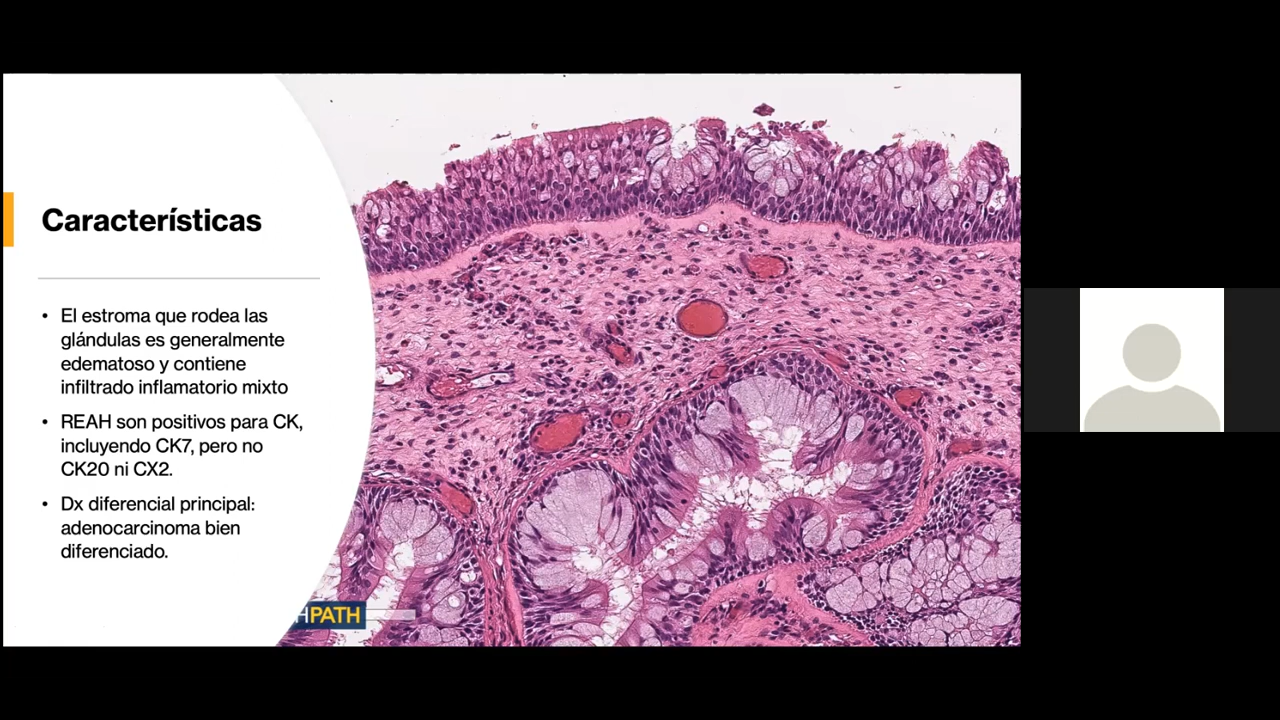 Características
• El estroma que rodea las
glándulas es generalmente
edematoso y contiene
infiltrado inflamatorio mixto
• REAH son positivos para CK,
incluyendo CK7, pero no
CK20 ni CX2.
• Dx diferencial principal:
adenocarcinoma bien
diferenciado.
HPATH